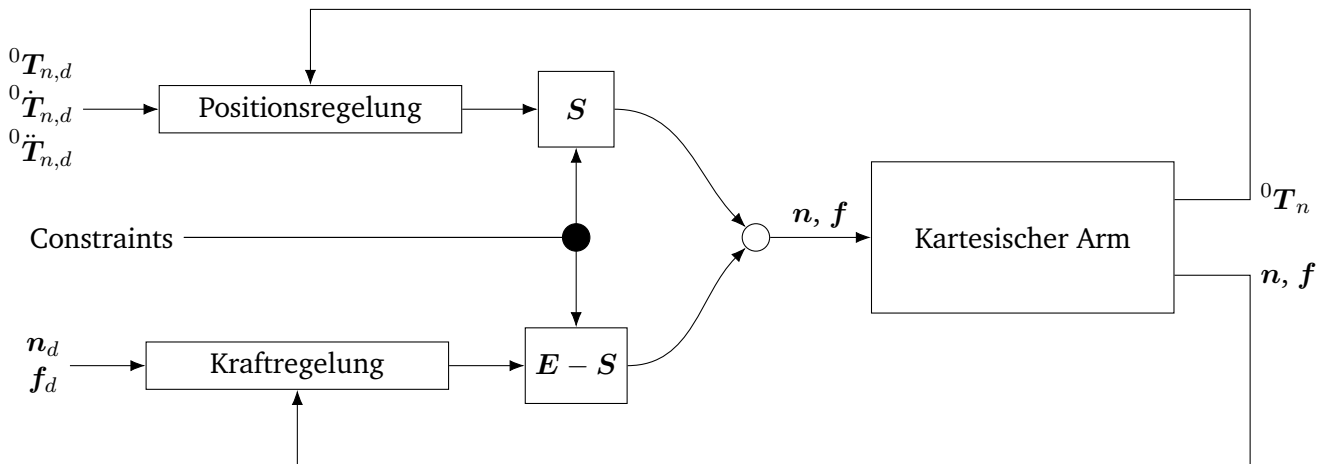 ⁰T_{n,d}
⁰Ṫ_{n,d}
⁰T̈_{n,d}
Positionsregelung
S
Constraints
n, f
Kartesischer Arm
⁰T_n
n, f
n_d
f_d
Kraftregelung
E − S